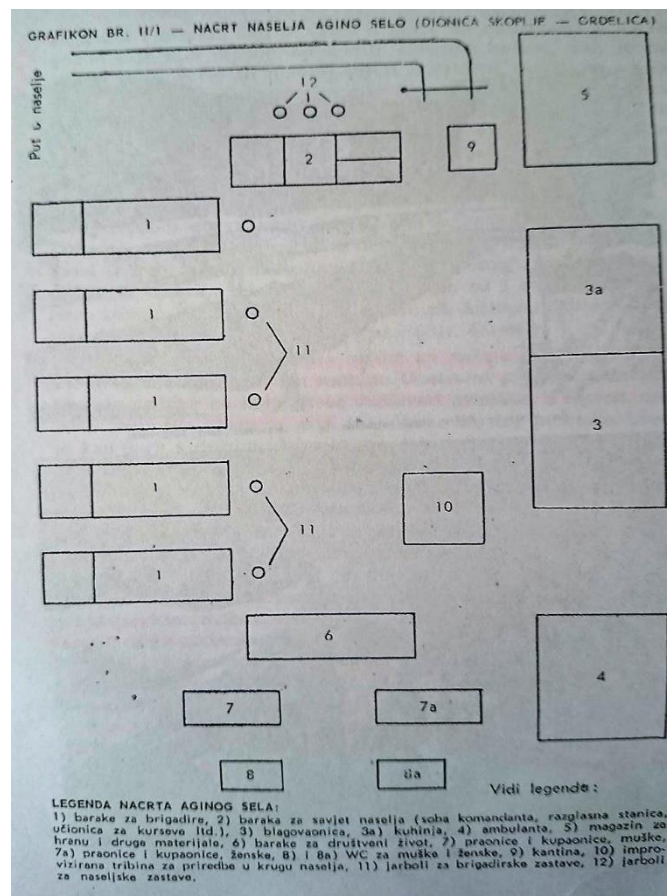 GRAFIKON BR. II/1 — NACRT NASELJA AGINO SELO (DIONICA SKOPLJE — GRDELICA)
Put u naselje
12
5
2
9
1
3a
1
11
1
3
1
10
11
1
6
4
7
7a
8
8a
Vidi legende:
LEGENDA NACRTA AGINOG SELA:
1) barake za brigadire, 2) baraka za savjet naselja (soba komandanta, razglasna stanica,
učionica za kurseve itd.), 3) blagovaonica, 3a) kuhinja, 4) ambulanta, 5) magazin za
hranu i druge materijale, 6) barake za društveni život, 7) praonice i kupaonice, muške,
7a) praonice i kupaonice, ženske, 8) i 8a) WC za muške i ženske, 9) kantina, 10) impro-
vizirana tribina za priredbe u krugu naselja, 11) jarboli za brigadirske zastave, 12) jarboli
za naseljske zastave.